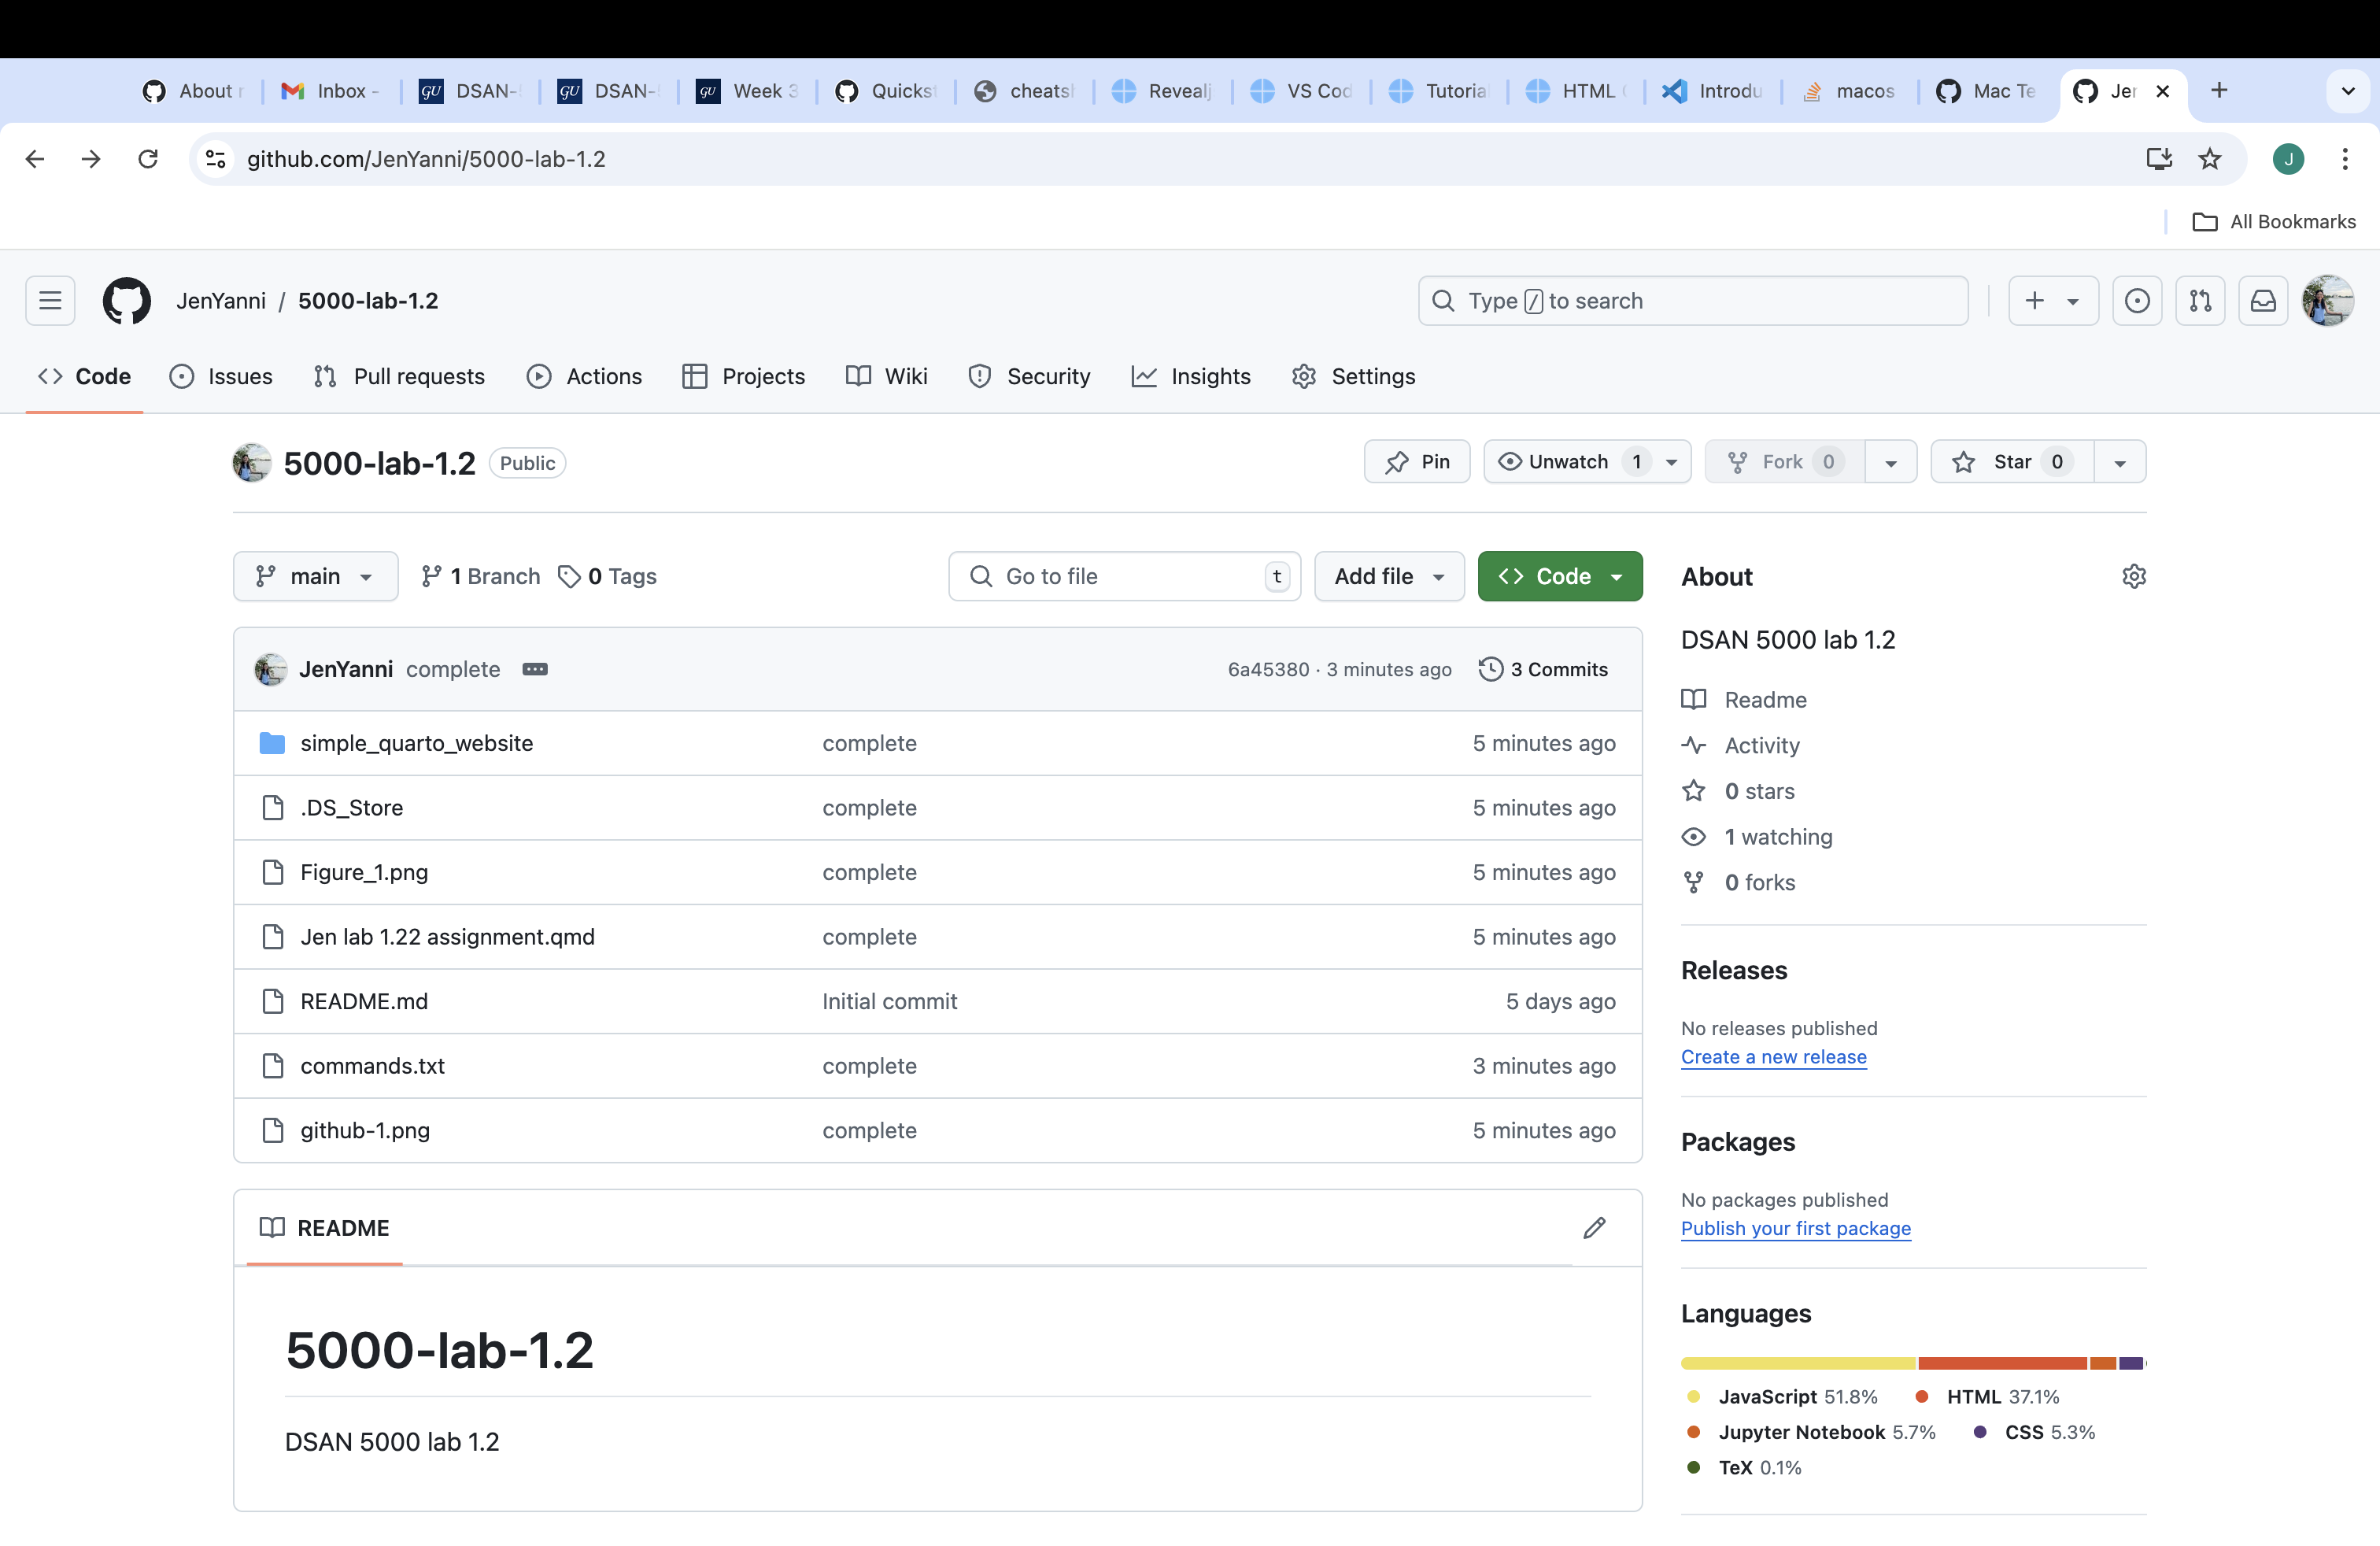 About r Inbox - GU DSAN-5 GU DSAN-5 GU Week 3 Quickst cheatsh Revealj VS Cod Tutoria HTML Introdu macos Mac Te Jer
github.com/JenYanni/5000-lab-1.2 J
All Bookmarks
JenYanni / 5000-lab-1.2 Type / to search
Code Issues Pull requests Actions Projects Wiki Security Insights Settings
5000-lab-1.2 Public Pin Unwatch 1 Fork 0 Star 0
main 1 Branch 0 Tags Go to file t Add file Code
JenYanni complete 6a45380 · 3 minutes ago 3 Commits
simple_quarto_website complete 5 minutes ago
.DS_Store complete 5 minutes ago
Figure_1.png complete 5 minutes ago
Jen lab 1.22 assignment.qmd complete 5 minutes ago
README.md Initial commit 5 days ago
commands.txt complete 3 minutes ago
github-1.png complete 5 minutes ago
README
5000-lab-1.2
DSAN 5000 lab 1.2
About
DSAN 5000 lab 1.2
Readme
Activity
0 stars
1 watching
0 forks
Releases
No releases published
Create a new release
Packages
No packages published
Publish your first package
Languages
JavaScript 51.8% HTML 37.1%
Jupyter Notebook 5.7% CSS 5.3%
TeX 0.1%